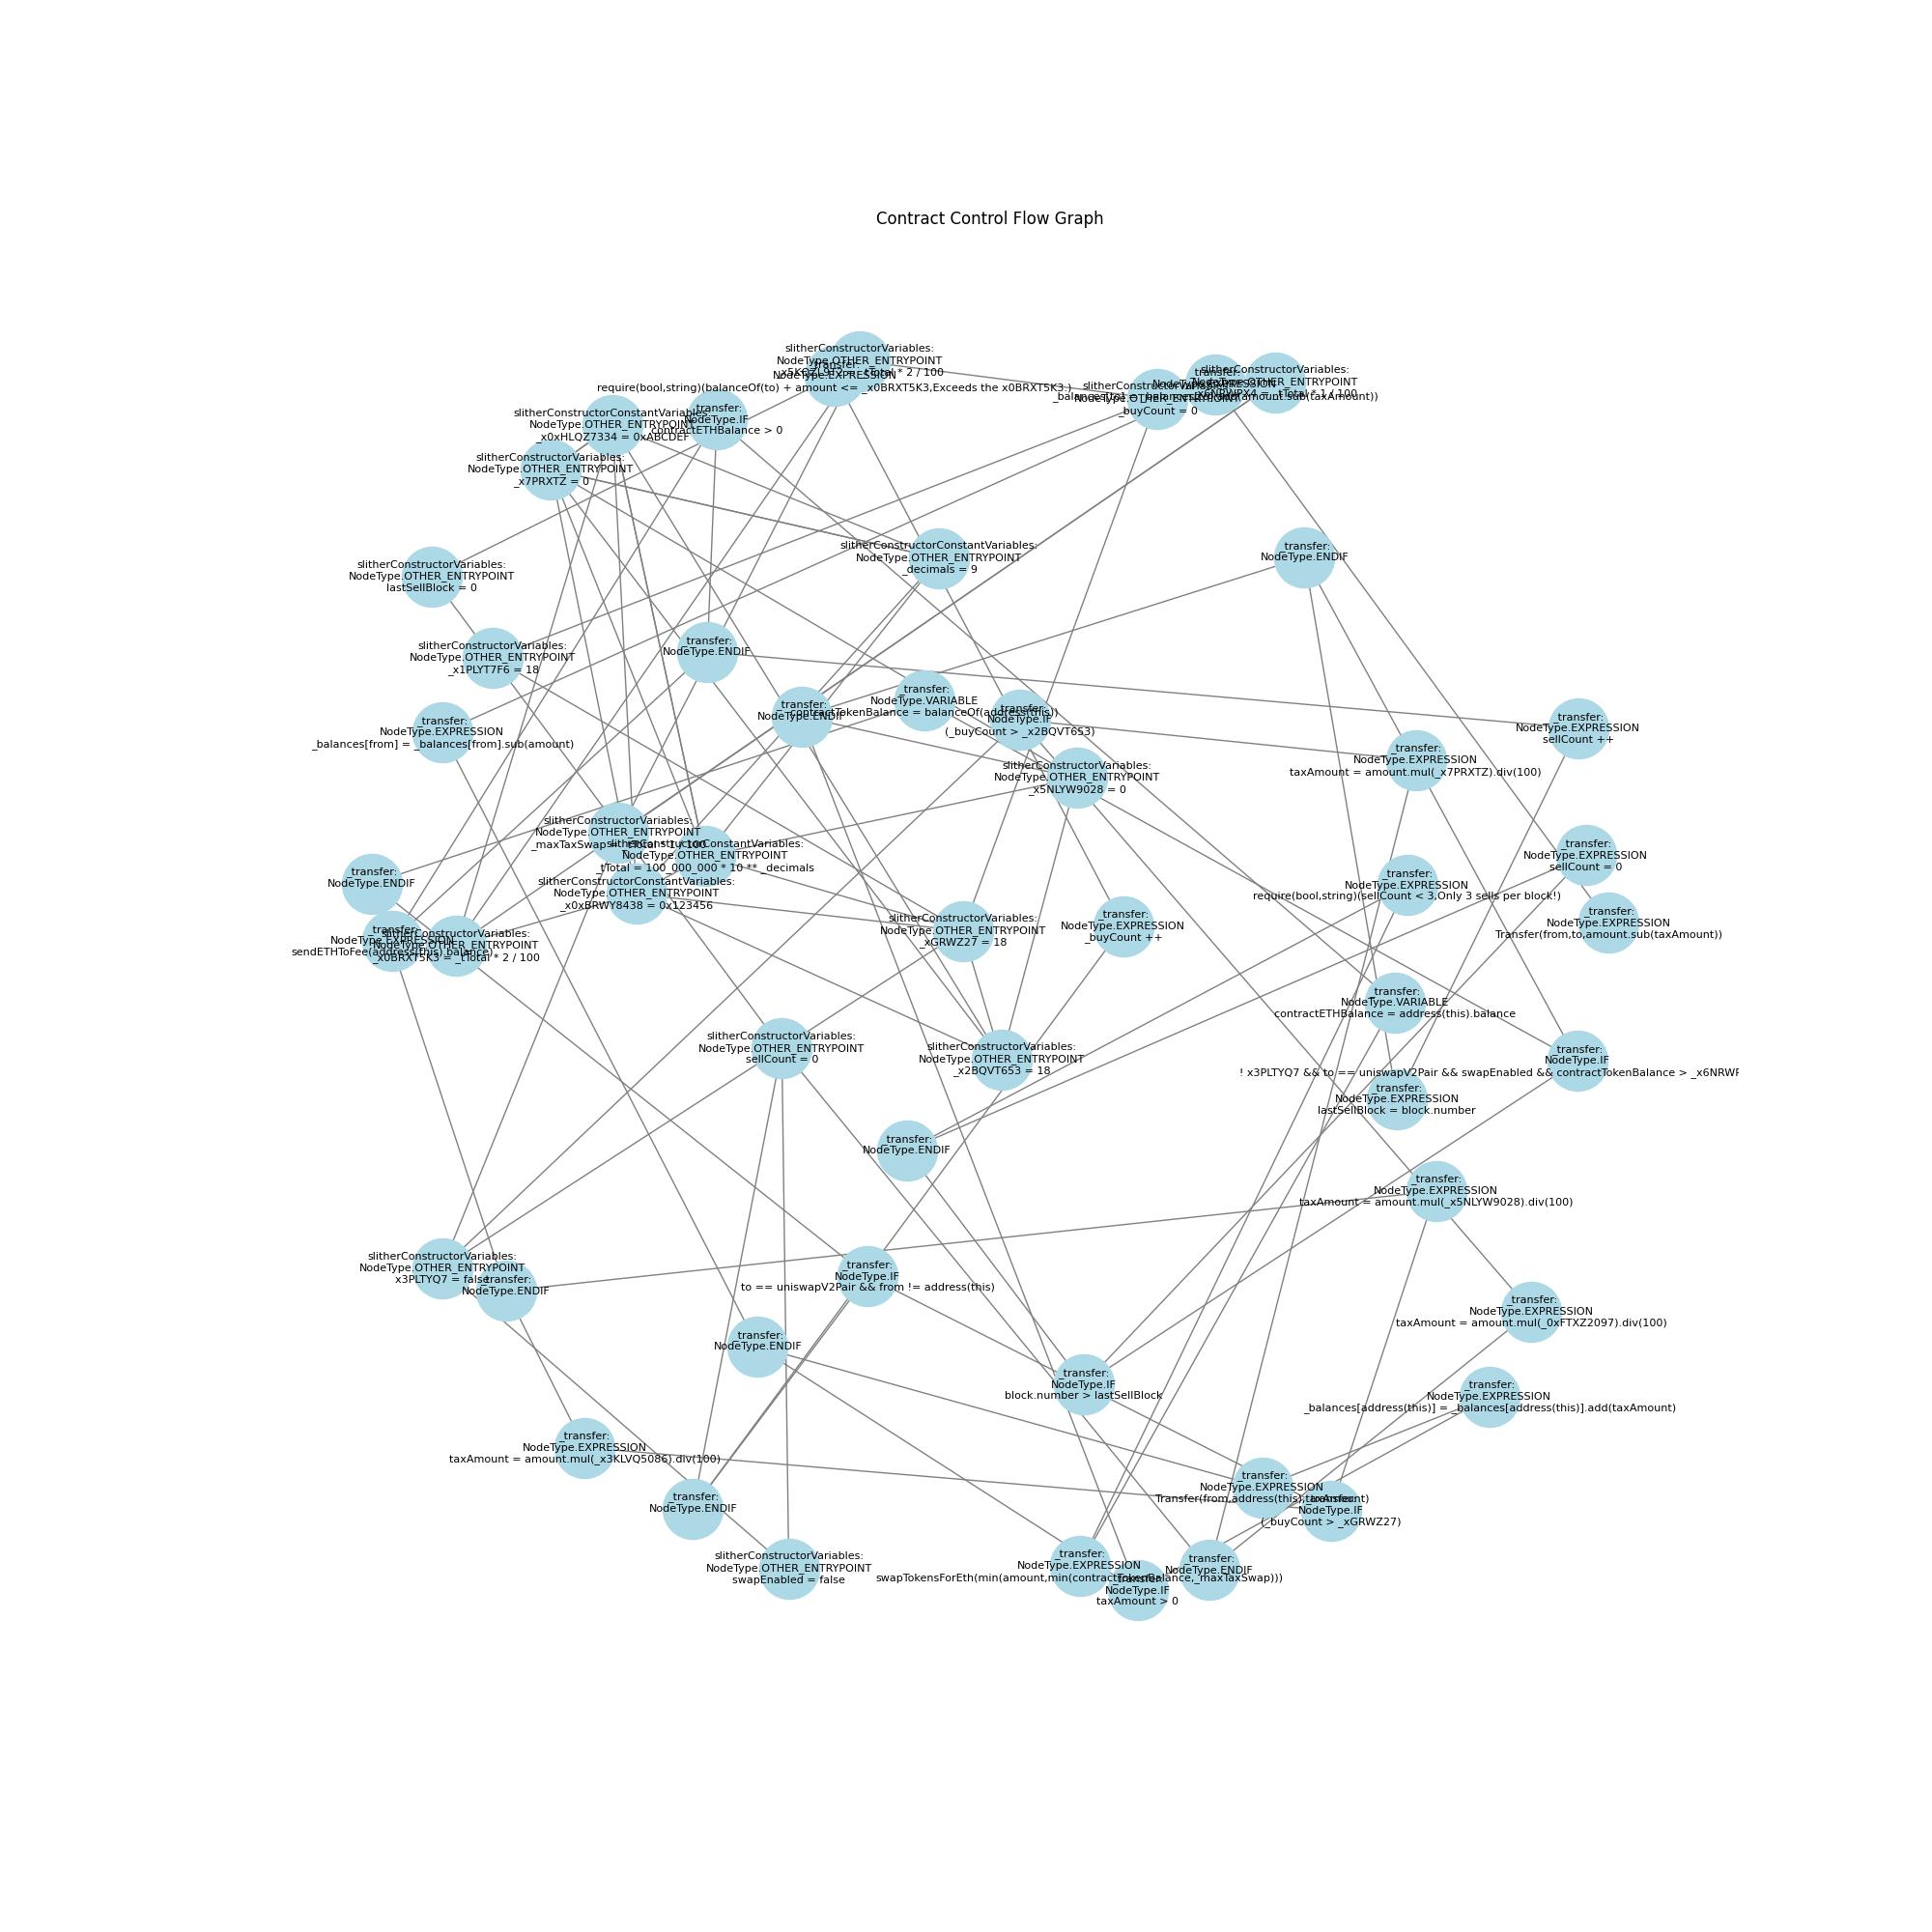 Contract Control Flow Graph
slitherConstructorVariables:
NodeType.OTHER_ENTRYPOINT
_transfer:
NodeType.EXPRESSION
require(bool,string)(balanceOf(to) + amount <= _x0BRXT5K3,Exceeds the x0BRXT5K3.)
slitherConstructorVariables:
NodeType.OTHER_ENTRYPOINT
_buyCount = 0
_transfer:
NodeType.EXPRESSION
slitherConstructorVariables:
NodeType.OTHER_ENTRYPOINT
slitherConstructorConstantVariables:
NodeType.OTHER_ENTRYPOINT
_x0xHLQZ7334 = 0xABCDEF
_transfer:
NodeType.IF
contractETHBalance > 0
slitherConstructorVariables:
NodeType.OTHER_ENTRYPOINT
_x7PRXTZ = 0
slitherConstructorConstantVariables:
NodeType.OTHER_ENTRYPOINT
_decimals = 9
_transfer:
NodeType.ENDIF
slitherConstructorVariables:
NodeType.OTHER_ENTRYPOINT
lastSellBlock = 0
slitherConstructorVariables:
NodeType.OTHER_ENTRYPOINT
_x1PLYT7F6 = 18
_transfer:
NodeType.ENDIF
_transfer:
NodeType.EXPRESSION
_balances[from] = _balances[from].sub(amount)
_transfer:
NodeType.ENDIF
_transfer:
NodeType.VARIABLE
contractTokenBalance = balanceOf(address(this))
_transfer:
NodeType.IF
(_buyCount > _x2BQVT653)
_transfer:
NodeType.EXPRESSION
sellCount ++
_transfer:
NodeType.EXPRESSION
taxAmount = amount.mul(_x7PRXTZ).div(100)
slitherConstructorVariables:
NodeType.OTHER_ENTRYPOINT
_x5NLYW9028 = 0
slitherConstructorVariables:
NodeType.OTHER_ENTRYPOINT
_maxTaxSwap = _tTotal * 1 / 100
slitherConstructorConstantVariables:
NodeType.OTHER_ENTRYPOINT
_tTotal = 100_000_000 * 10 ** _decimals
slitherConstructorConstantVariables:
NodeType.OTHER_ENTRYPOINT
_x0xBRWY8438 = 0x123456
_transfer:
NodeType.EXPRESSION
sellCount = 0
_transfer:
NodeType.ENDIF
_transfer:
NodeType.EXPRESSION
require(bool,string)(sellCount < 3,Only 3 sells per block!)
_transfer:
NodeType.EXPRESSION
Transfer(from,to,amount.sub(taxAmount))
_transfer:
NodeType.EXPRESSION
sendETHToFee(address(this).balance)
slitherConstructorVariables:
NodeType.OTHER_ENTRYPOINT
_x0BRXT5K3 = _tTotal * 2 / 100
slitherConstructorVariables:
NodeType.OTHER_ENTRYPOINT
_xGRWZ27 = 18
_transfer:
NodeType.EXPRESSION
_buyCount ++
_transfer:
NodeType.VARIABLE
contractETHBalance = address(this).balance
slitherConstructorVariables:
NodeType.OTHER_ENTRYPOINT
sellCount = 0
slitherConstructorVariables:
NodeType.OTHER_ENTRYPOINT
_x2BQVT653 = 18
_transfer:
NodeType.IF
! x3PLTYQ7 && to == uniswapV2Pair && swapEnabled && contractTokenBalance > _x6NRWP
_transfer:
NodeType.EXPRESSION
lastSellBlock = block.number
_transfer:
NodeType.ENDIF
_transfer:
NodeType.EXPRESSION
taxAmount = amount.mul(_x5NLYW9028).div(100)
slitherConstructorVariables:
NodeType.OTHER_ENTRYPOINT
x3PLTYQ7 = false
_transfer:
NodeType.ENDIF
_transfer:
NodeType.IF
to == uniswapV2Pair && from != address(this)
_transfer:
NodeType.EXPRESSION
taxAmount = amount.mul(_0xFTXZ2097).div(100)
_transfer:
NodeType.ENDIF
_transfer:
NodeType.IF
block.number > lastSellBlock
_transfer:
NodeType.EXPRESSION
_balances[address(this)] = _balances[address(this)].add(taxAmount)
_transfer:
NodeType.EXPRESSION
taxAmount = amount.mul(_x3KLVQ5086).div(100)
_transfer:
NodeType.EXPRESSION
Transfer(from,address(this),taxAmount)
_transfer:
NodeType.IF
(_buyCount > _xGRWZ27)
_transfer:
NodeType.ENDIF
slitherConstructorVariables:
NodeType.OTHER_ENTRYPOINT
swapEnabled = false
_transfer:
NodeType.EXPRESSION
swapTokensForEth(min(amount,min(contractTokenBalance,_maxTaxSwap)))
_transfer:
NodeType.ENDIF
_transfer:
NodeType.IF
taxAmount > 0